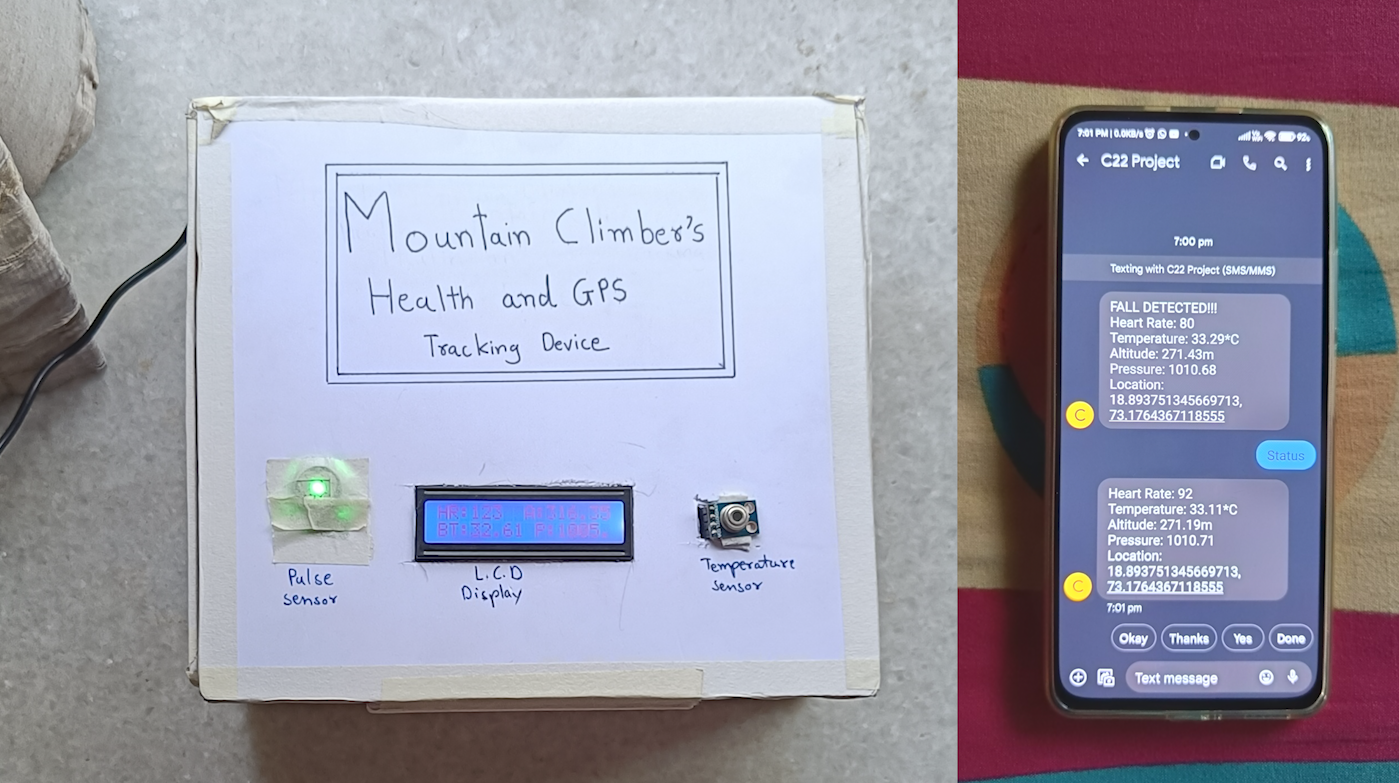 Mountain Climber's
Health and GPS
Tracking Device
Pulse
Sensor
L.C.D
Display
Temperature
Sensor
7:01 PM | 0.0KB/s
92
C22 Project
7:00 pm
Texting with C22 Project (SMS/MMS)
FALL DETECTED!!!
Heart Rate: 80
Temperature: 33.29*C
Altitude: 271.43m
Pressure: 1010.68
Location:
18.893751345669713,
73.1764367118555
C
Status
Heart Rate: 92
Temperature: 33.11*C
Altitude: 271.19m
Pressure: 1010.71
Location:
18.893751345669713,
73.1764367118555
C
7:01 pm
Okay
Thanks
Yes
Done
Text message